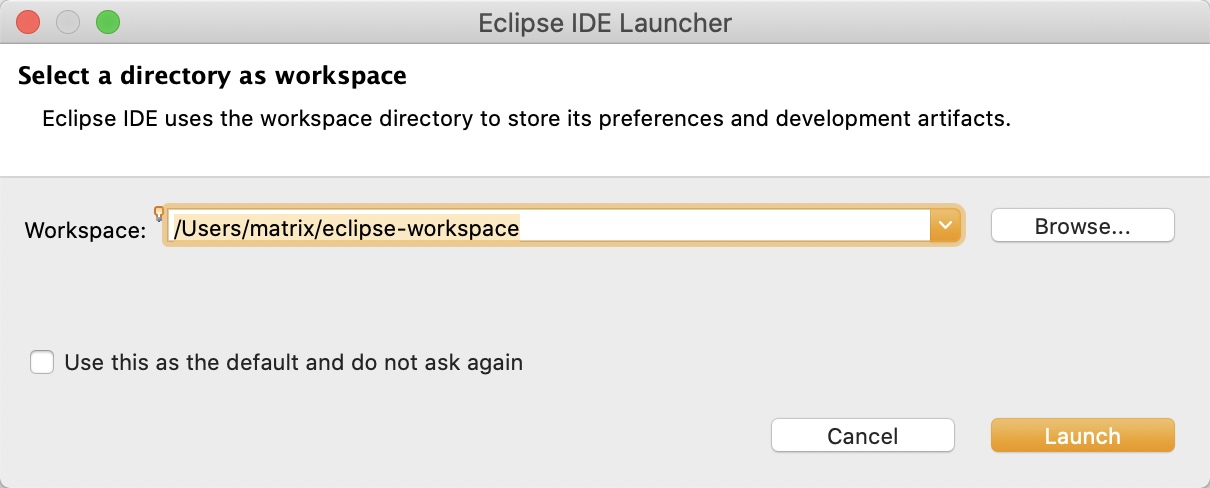 Eclipse IDE Launcher
Select a directory as workspace
Eclipse IDE uses the workspace directory to store its preferences and development artifacts.
Workspace: /Users/matrix/eclipse-workspace Browse...
Use this as the default and do not ask again
Cancel Launch